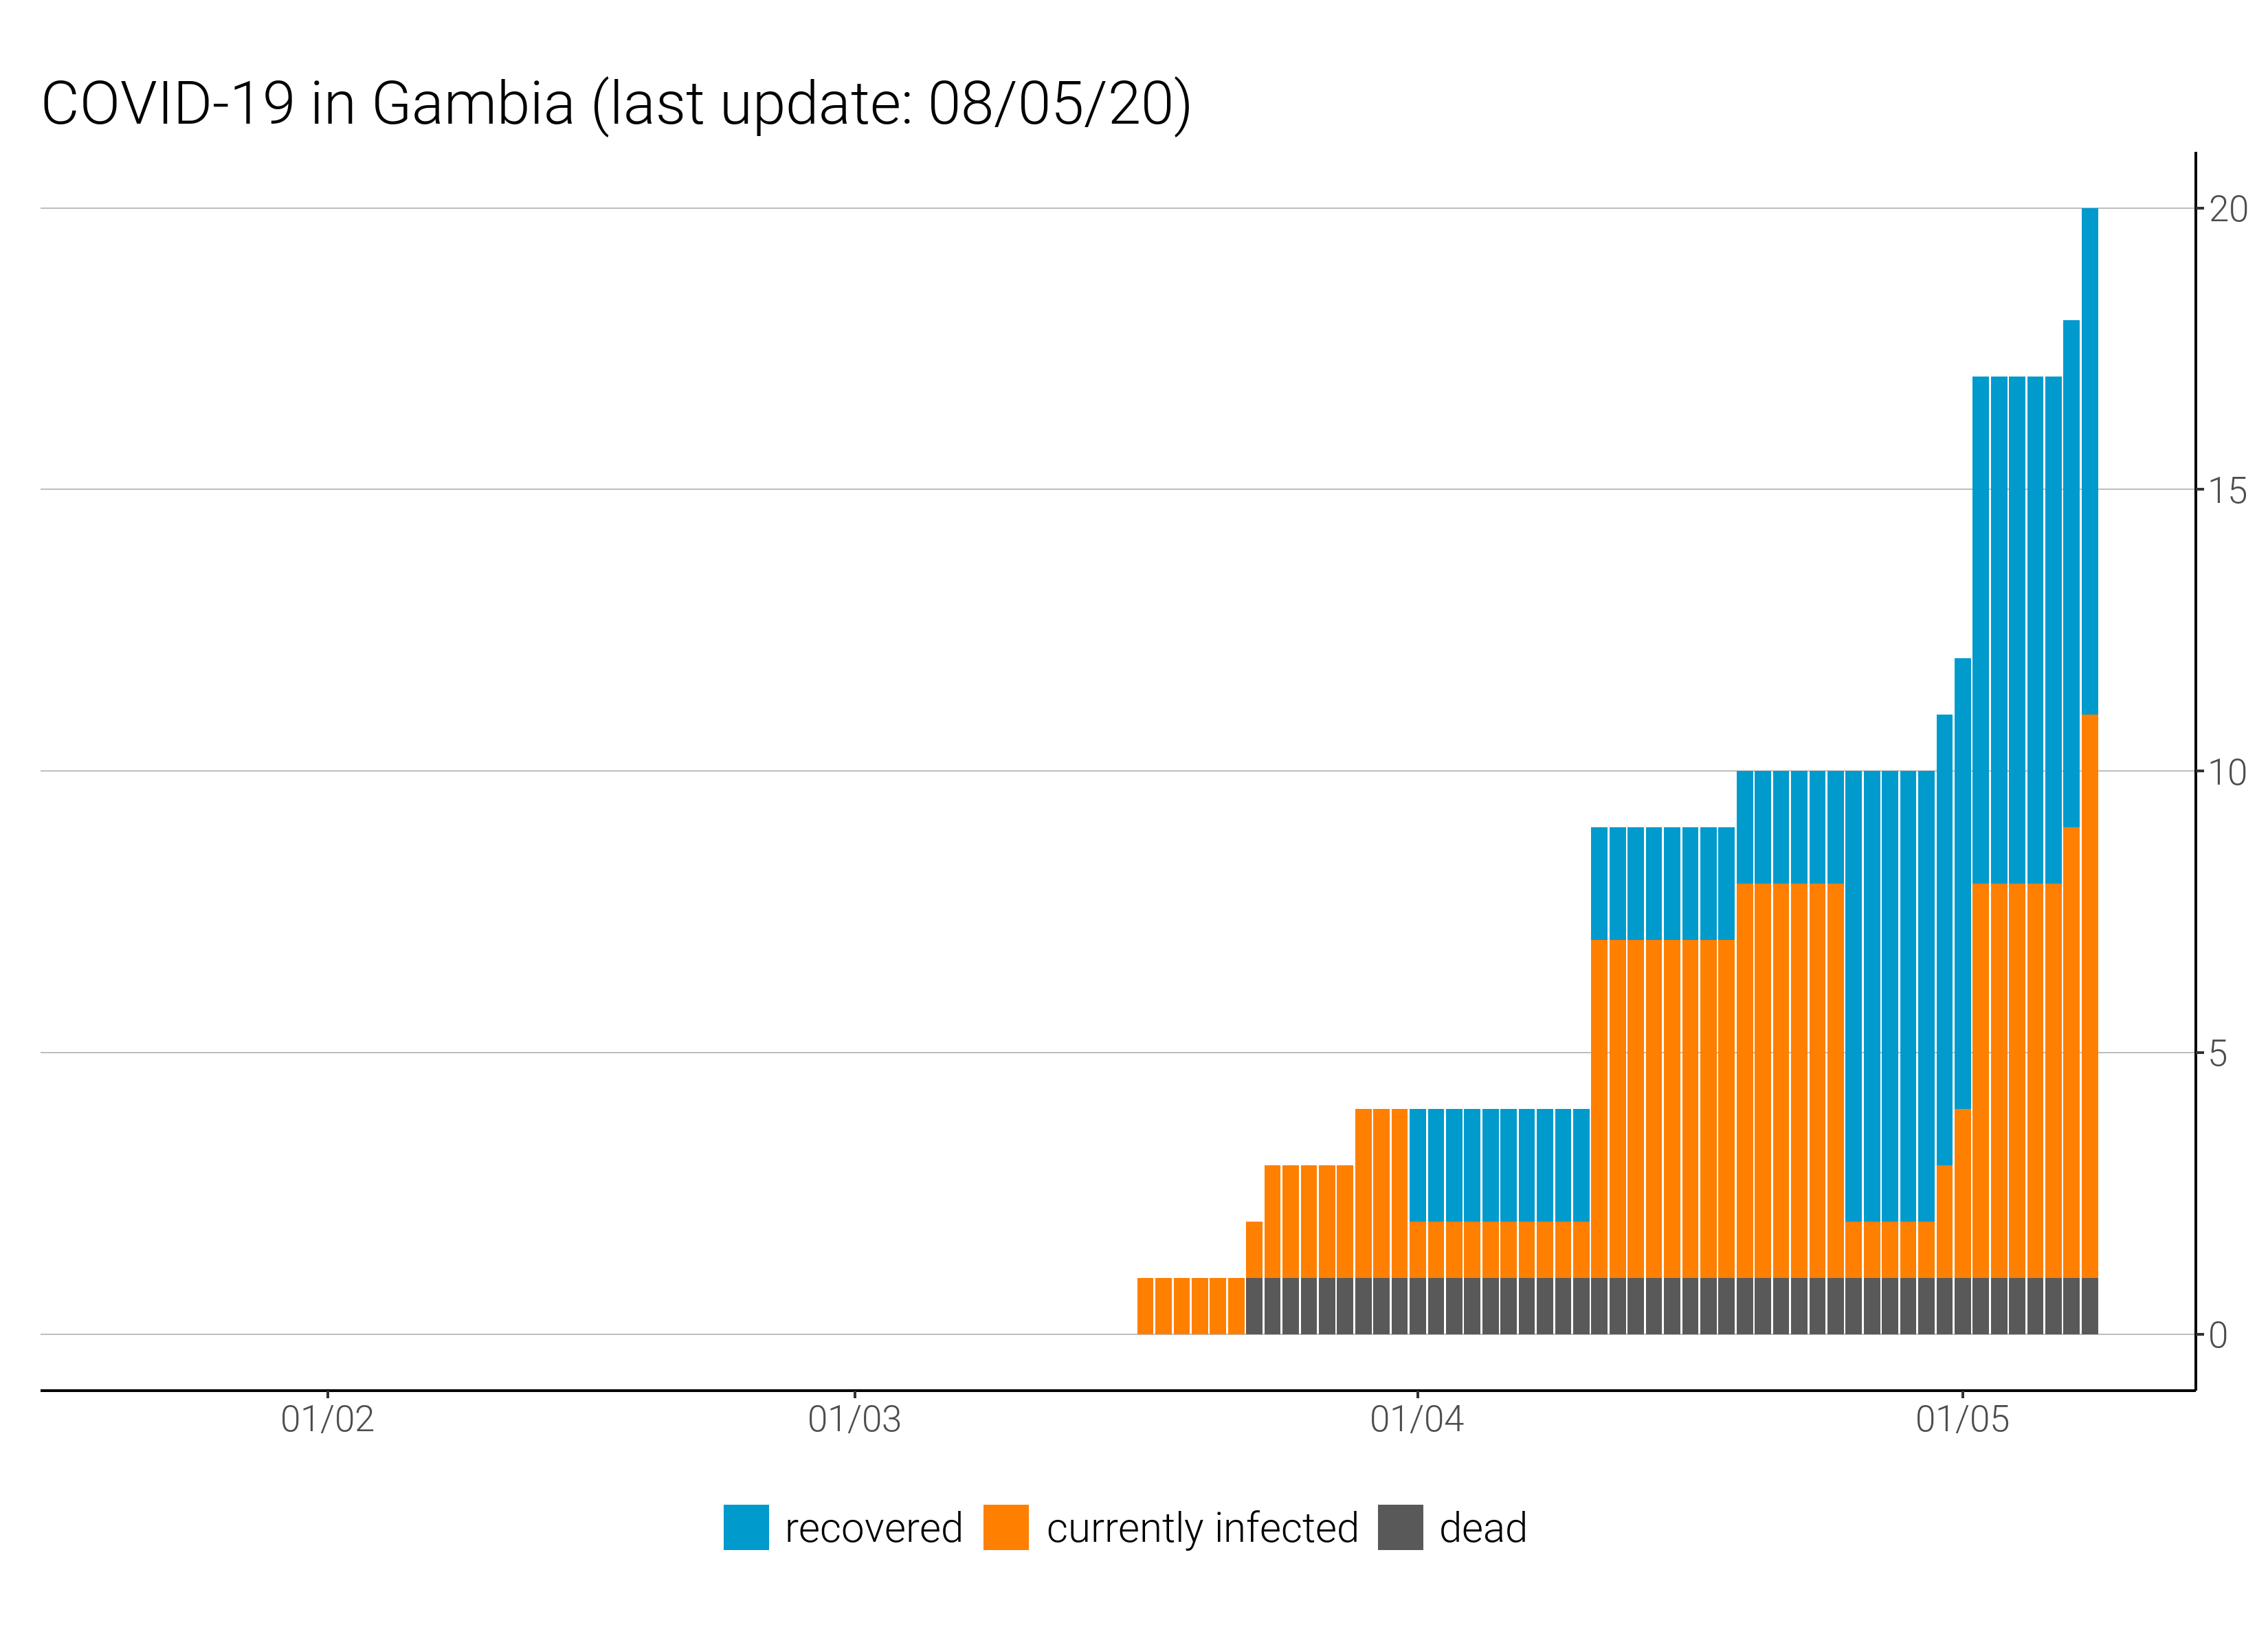 COVID-19 in Gambia (last update: 08/05/20)
20
15
10
5
0
01/02 01/03 01/04 01/05
recovered currently infected dead